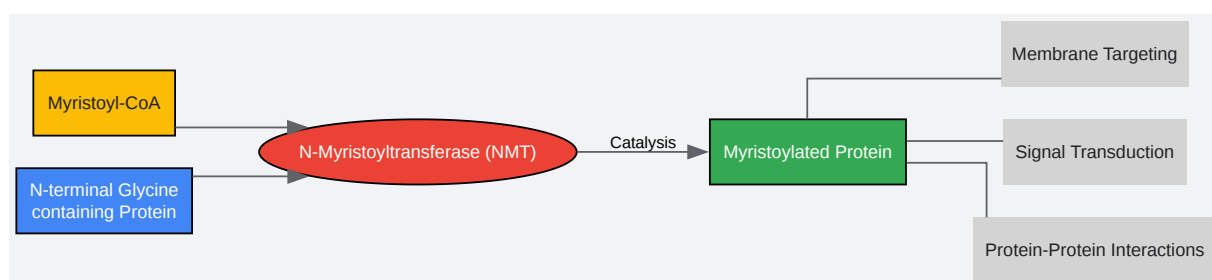 Myristoyl-CoA
N-terminal Glycine
containing Protein
N-Myristoyltransferase (NMT)
Catalysis
Myristoylated Protein
Membrane Targeting
Signal Transduction
Protein-Protein Interactions